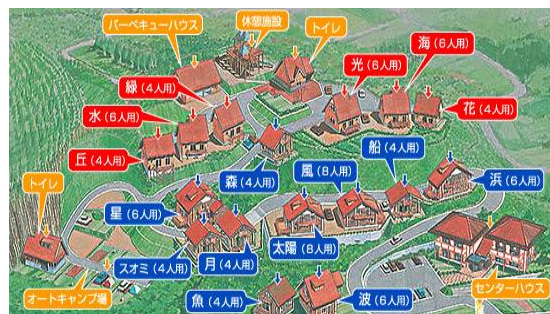 バーベキューハウス
休憩施設
トイレ
海（6人用）
光（6人用）
緑（4人用）
水（6人用）
花（4人用）
丘（4人用）
船（4人用）
森（4人用）
風（8人用）
浜（6人用）
トイレ
星（6人用）
太陽（8人用）
スオミ（4人用）
月（4人用）
センターハウス
オートキャンプ場
魚（4人用）
波（6人用）